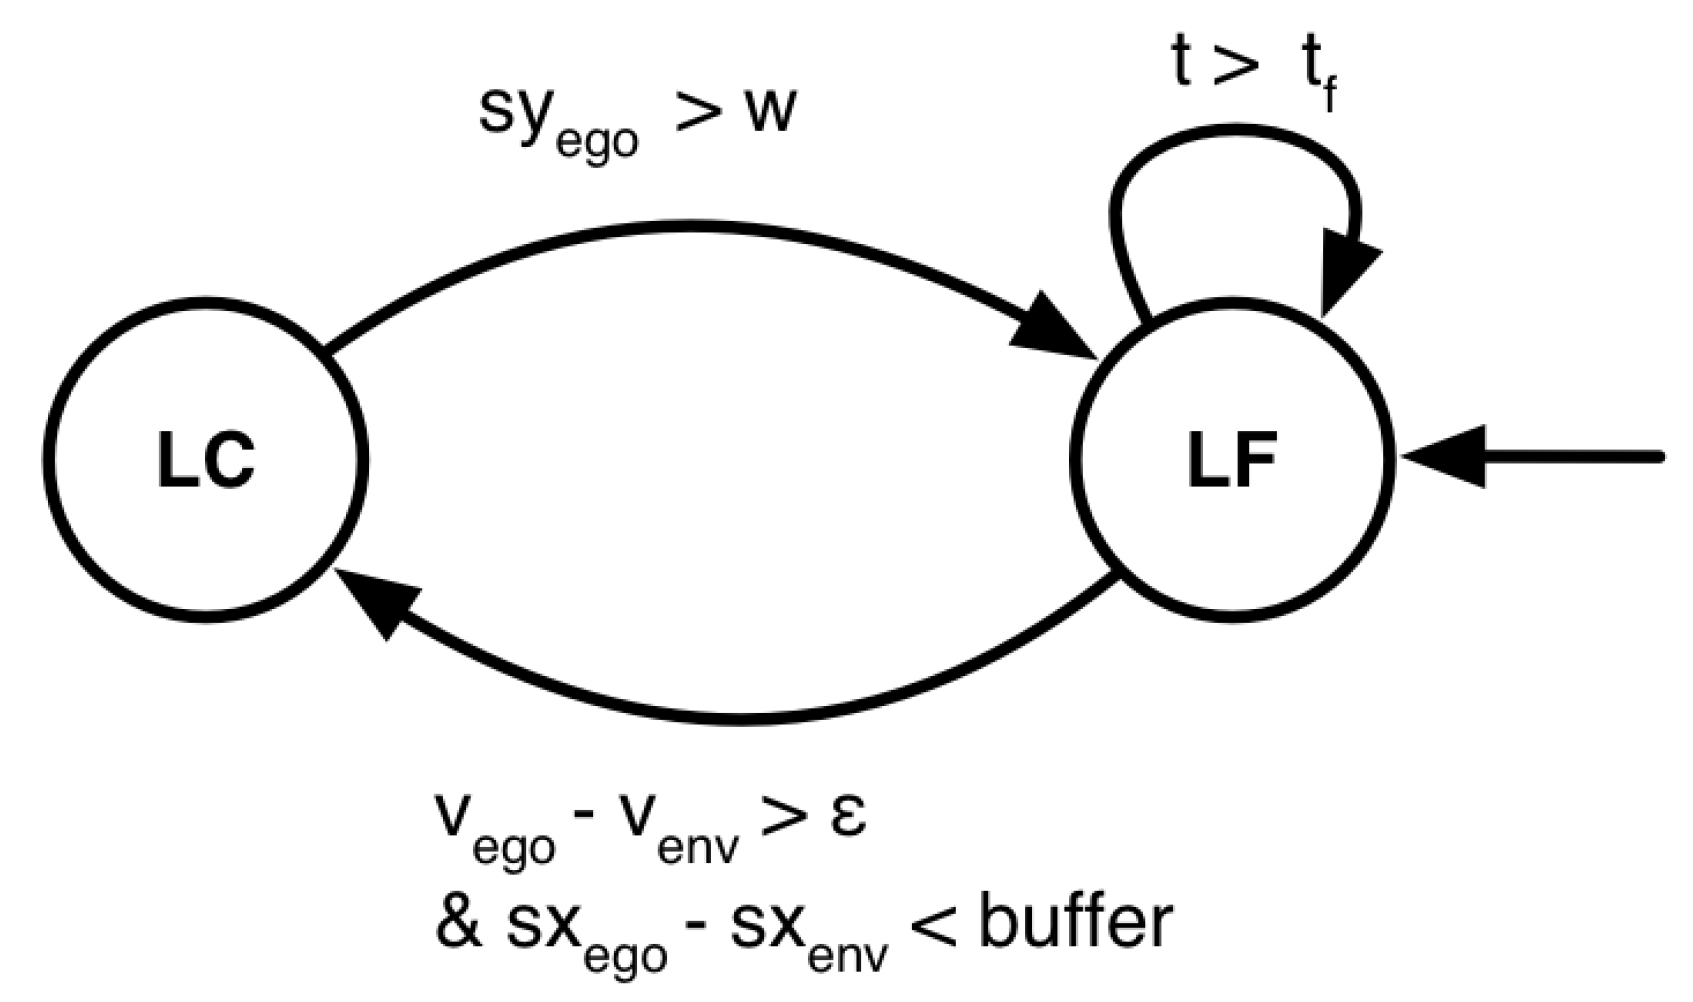 t > t_f
sy_ego > w
LC
LF
v_ego - v_env > ε
& sx_ego - sx_env < buffer